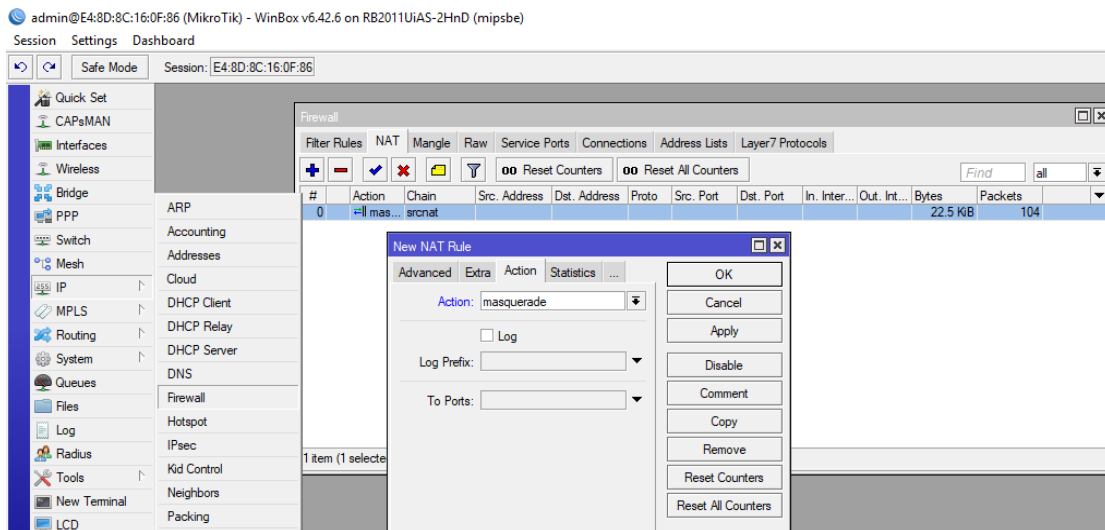 admin@E4:8D:8C:16:0F:86 (MikroTik) - WinBox v6.42.6 on RB2011UiAS-2HnD (mipsbe)
Session Settings Dashboard
Safe Mode Session: E4:8D:8C:16:0F:86
Quick Set
CAPsMAN
Interfaces
Wireless
Bridge
PPP
Switch
Mesh
IP
MPLS
Routing
System
Queues
Files
Log
Radius
Tools
New Terminal
LCD
ARP
Accounting
Addresses
Cloud
DHCP Client
DHCP Relay
DHCP Server
DNS
Firewall
Hotspot
IPsec
Kid Control
Neighbors
Packing
Firewall
Filter Rules NAT Mangle Raw Service Ports Connections Address Lists Layer7 Protocols
00 Reset Counters 00 Reset All Counters Find all
# Action Chain Src. Address Dst. Address Proto Src. Port Dst. Port In. Inter... Out. Int... Bytes Packets
0 mas... srcnat 22.5 KiB 104
1 item (1 selecte
New NAT Rule
Advanced Extra Action Statistics ...
Action: masquerade
Log
Log Prefix:
To Ports:
OK
Cancel
Apply
Disable
Comment
Copy
Remove
Reset Counters
Reset All Counters